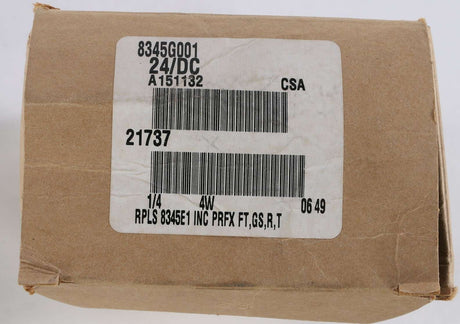 8345G001
24/DC
A151132 CSA
21737
1/4 4W 06 49
RPLS 8345E1 INC PRFX FT,GS,R,T